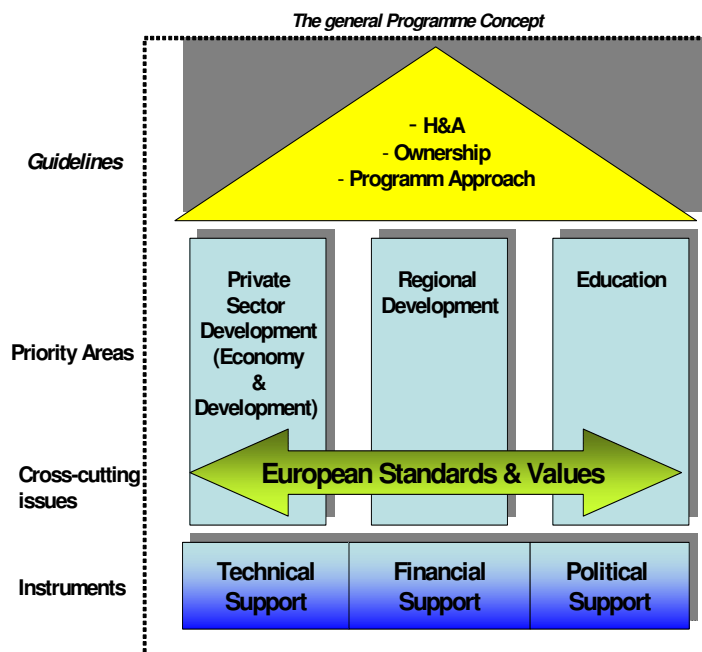 The general Programme Concept
Guidelines
- H&A
- Ownership
- Programm Approach
Priority Areas
Private
Sector
Development
(Economy
&
Development)
Regional
Development
Education
Cross-cutting
issues
European Standards & Values
Instruments
Technical
Support
Financial
Support
Political
Support